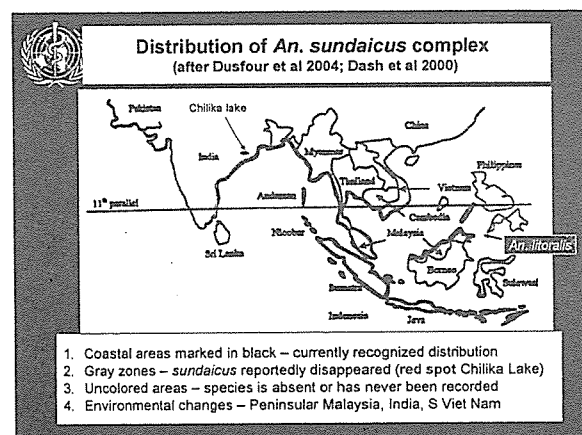 Distribution of An. sundaicus complex
(after Dusfour et al 2004; Dash et al 2000)
Pakistan
Chilika lake
China
India
Myanmar
Philippines
Thailand
Vietnam
11th parallel
Andaman
Cambodia
Nicobar
Malaysia
An. litoralis
Sri Lanka
Borneo
Sulawesi
Sumatra
Indonesia
Java
1. Coastal areas marked in black – currently recognized distribution
2. Gray zones – sundaicus reportedly disappeared (red spot Chilika Lake)
3. Uncolored areas – species is absent or has never been recorded
4. Environmental changes – Peninsular Malaysia, India, S Viet Nam